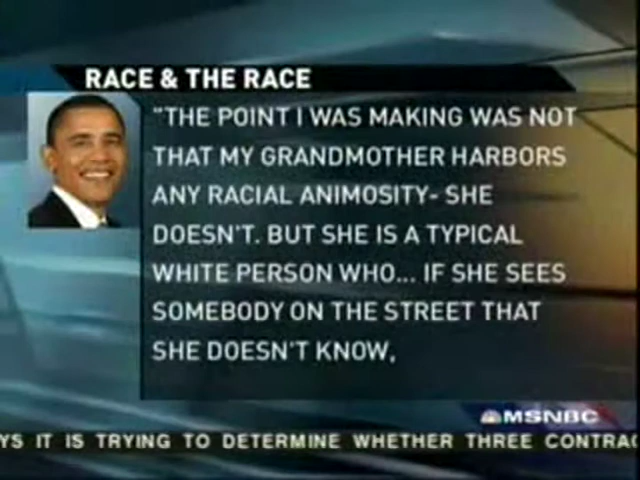 RACE & THE RACE
"THE POINT I WAS MAKING WAS NOT
THAT MY GRANDMOTHER HARBORS
ANY RACIAL ANIMOSITY- SHE
DOESN'T. BUT SHE IS A TYPICAL
WHITE PERSON WHO... IF SHE SEES
SOMEBODY ON THE STREET THAT
SHE DOESN'T KNOW,
MSNBC
YS IT IS TRYING TO DETERMINE WHETHER THREE CONTRA